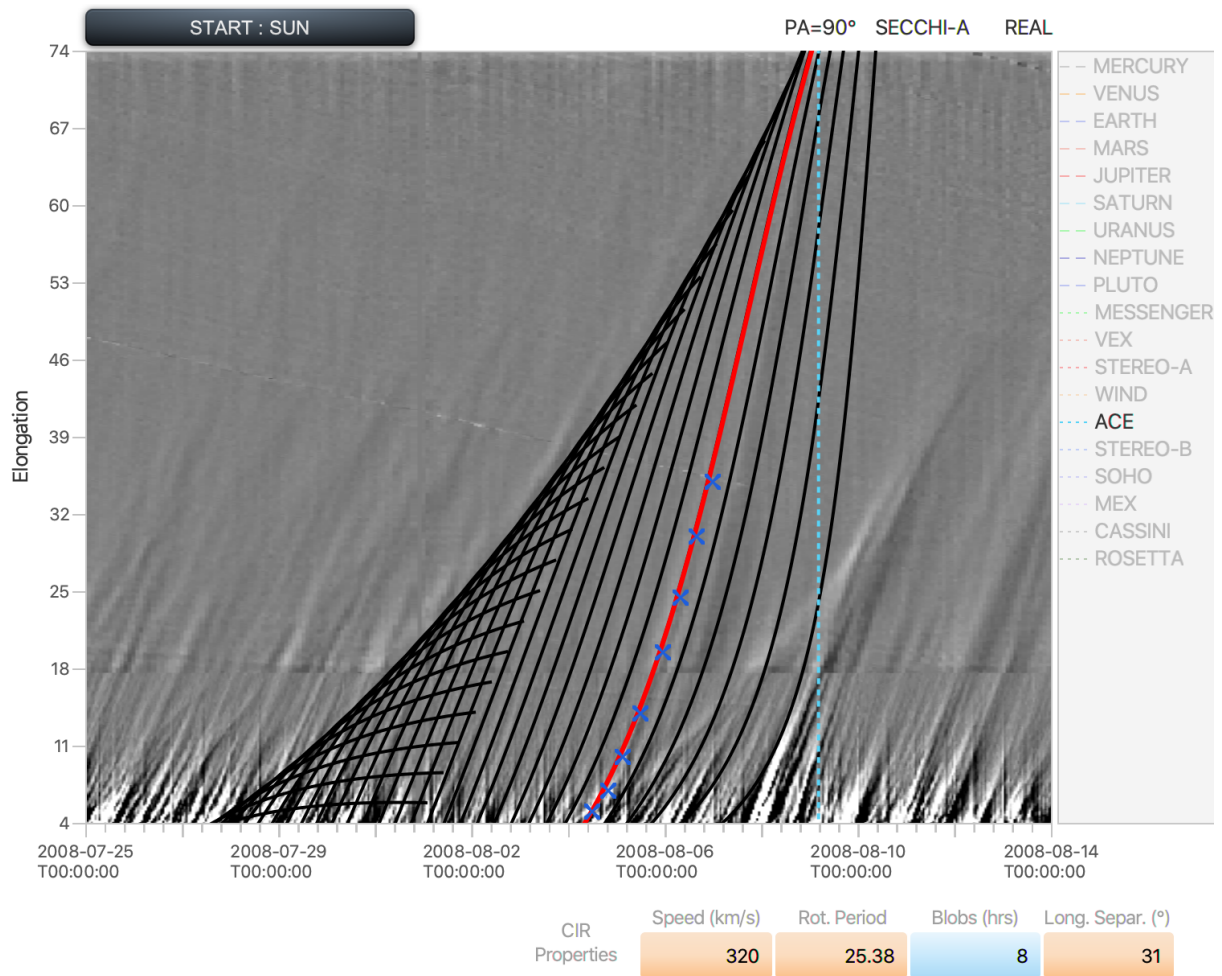 START : SUN
PA=90° SECCHI-A REAL
74
67
60
53
46
39
32
25
18
11
4
Elongation
MERCURY
VENUS
EARTH
MARS
JUPITER
SATURN
URANUS
NEPTUNE
PLUTO
MESSENGER
VEX
STEREO-A
WIND
ACE
STEREO-B
SOHO
MEX
CASSINI
ROSETTA
2008-07-25 2008-07-29 2008-08-02 2008-08-06 2008-08-10 2008-08-14
T00:00:00 T00:00:00 T00:00:00 T00:00:00 T00:00:00 T00:00:00
CIR Properties
Speed (km/s) Rot. Period Blobs (hrs) Long. Separ. (°)
320 25.38 8 31